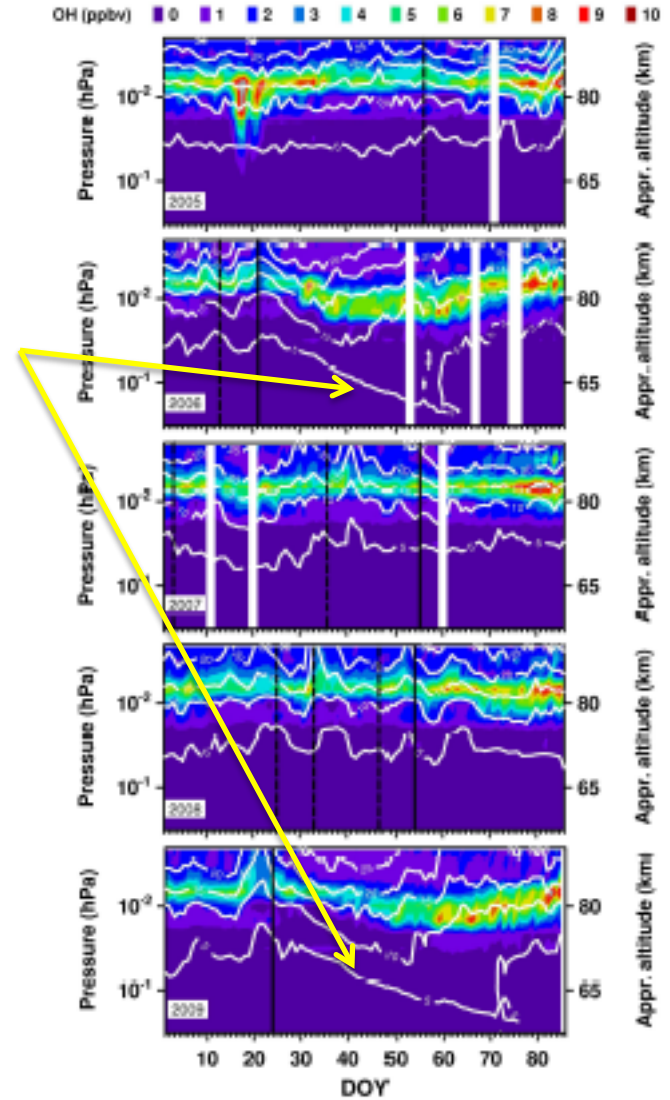 OH (ppbv) 0 1 2 3 4 5 6 7 8 9 10
Pressure (hPa)
10-2
10-1
80
65
Appr. altitude (km)
2005
Pressure (hPa)
10-2
10-1
80
65
Appr. altitude (km)
2006
Pressure (hPa)
10-2
10-1
80
65
Appr. altitude (km)
2007
Pressure (hPa)
10-2
10-1
80
65
Appr. altitude (km)
2008
Pressure (hPa)
10-2
10-1
80
65
Appr. altitude (km)
2009
10 20 30 40 50 60 70 80
DOY